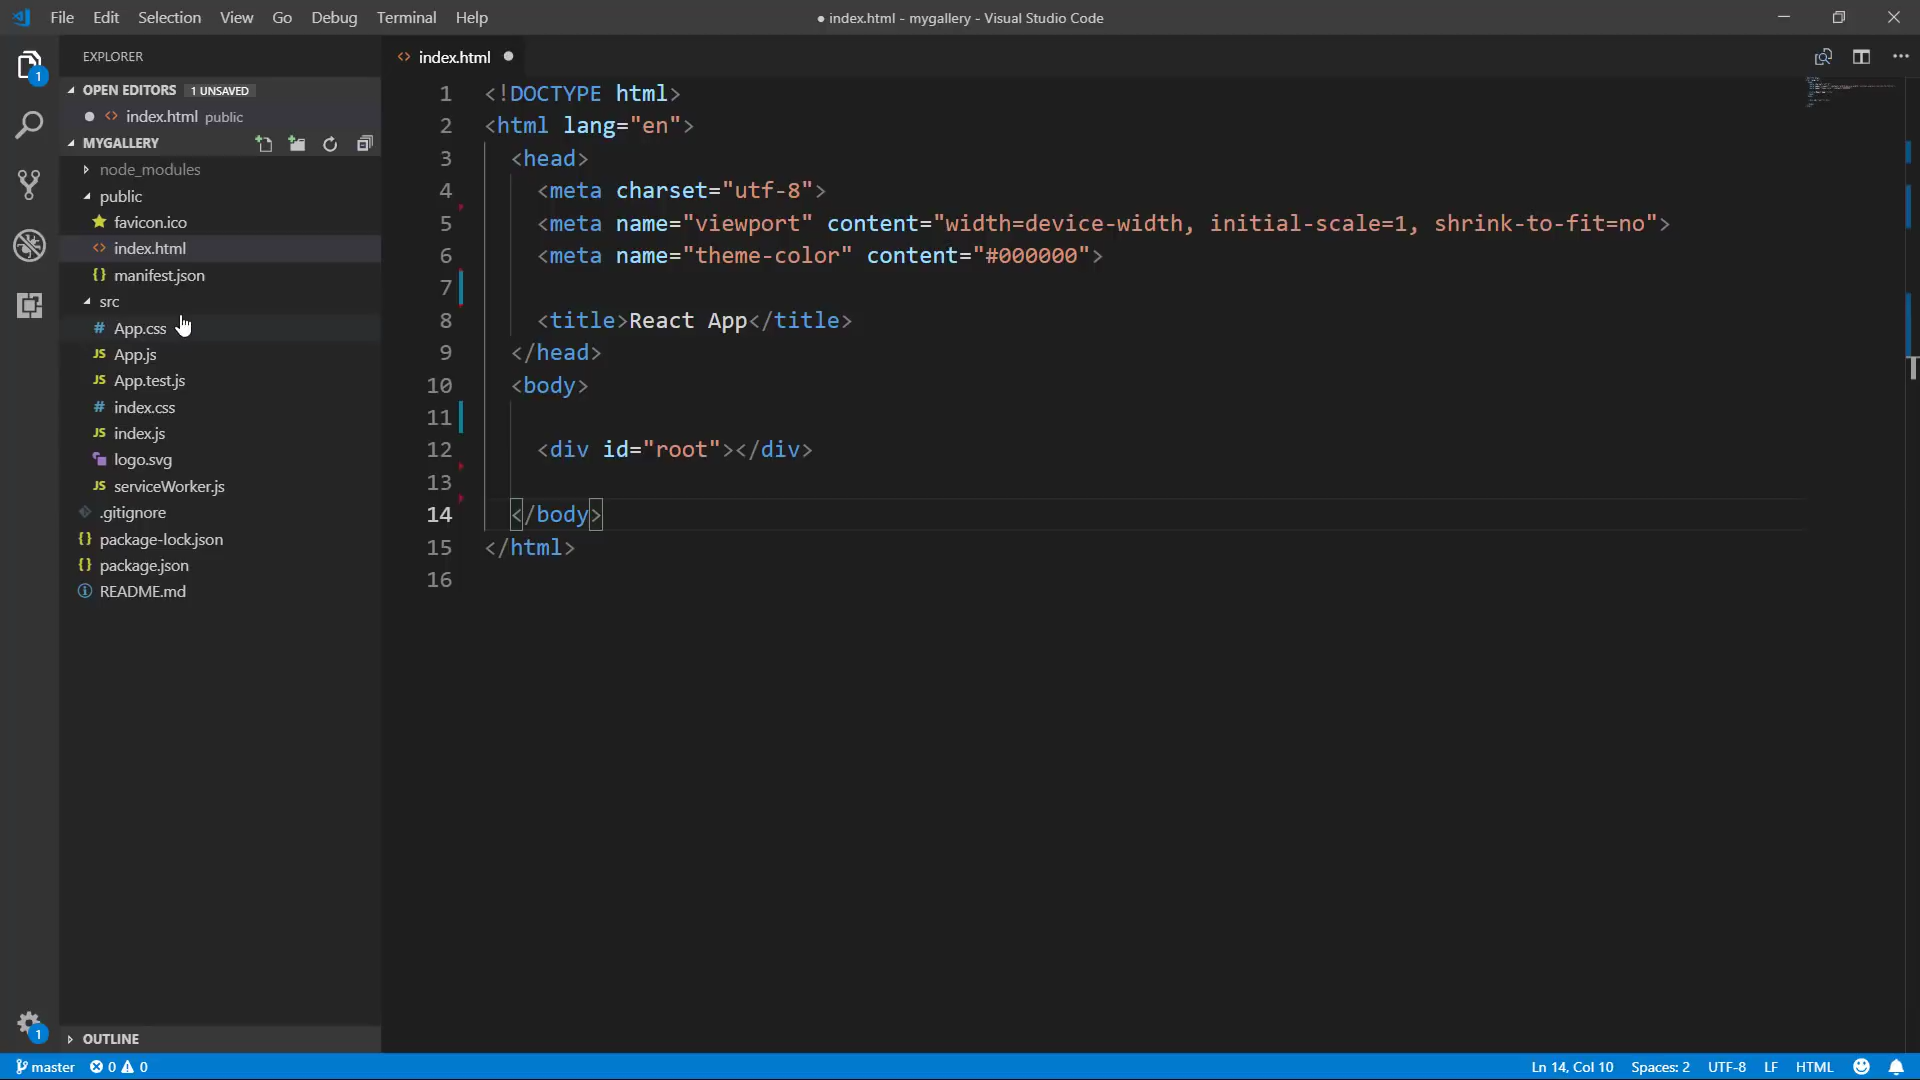 File Edit Selection View Go Debug Terminal Help
● index.html - mygallery - Visual Studio Code
EXPLORER
OPEN EDITORS 1 UNSAVED
index.html public
MYGALLERY
node_modules
public
favicon.ico
index.html
manifest.json
src
App.css
App.js
App.test.js
index.css
index.js
logo.svg
serviceWorker.js
.gitignore
package-lock.json
package.json
README.md
OUTLINE
index.html
1 <!DOCTYPE html>
2 <html lang="en">
3 <head>
4 <meta charset="utf-8">
5 <meta name="viewport" content="width=device-width, initial-scale=1, shrink-to-fit=no">
6 <meta name="theme-color" content="#000000">
7
8 <title>React App</title>
9 </head>
10 <body>
11
12 <div id="root"></div>
13
14 </body>
15 </html>
16
master 0 0
Ln 14, Col 10 Spaces: 2 UTF-8 LF HTML